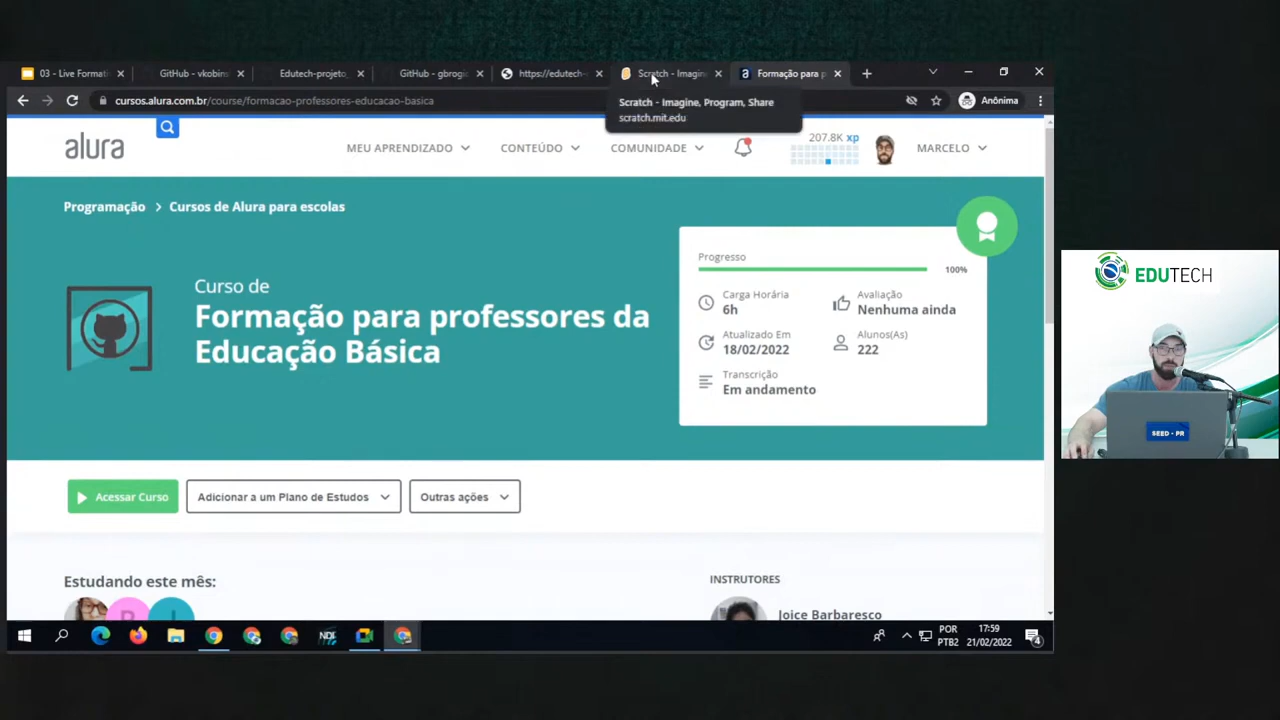 03 - Live Formati
GitHub - vkobins
Edutech-projeto_
GitHub - gbrogi
https://edutech-
Scratch - Imagin
Formação para p
cursos.alura.com.br/course/formacao-professores-educacao-basica
Anônima
Scratch - Imagine, Program, Share
scratch.mit.edu
alura
MEU APRENDIZADO
CONTEÚDO
COMUNIDADE
207.8K xp
MARCELO
Programação > Cursos de Alura para escolas
Curso de
Formação para professores da
Educação Básica
Progresso
100%
Carga Horária
6h
Avaliação
Nenhuma ainda
Atualizado Em
18/02/2022
Alunos(As)
222
Transcrição
Em andamento
EDUTECH
SEED - PR
Acessar Curso
Adicionar a um Plano de Estudos
Outras ações
Estudando este mês:
INSTRUTORES
Joice Barbaresco
NDI
POR
PTB2
17:59
21/02/2022
4